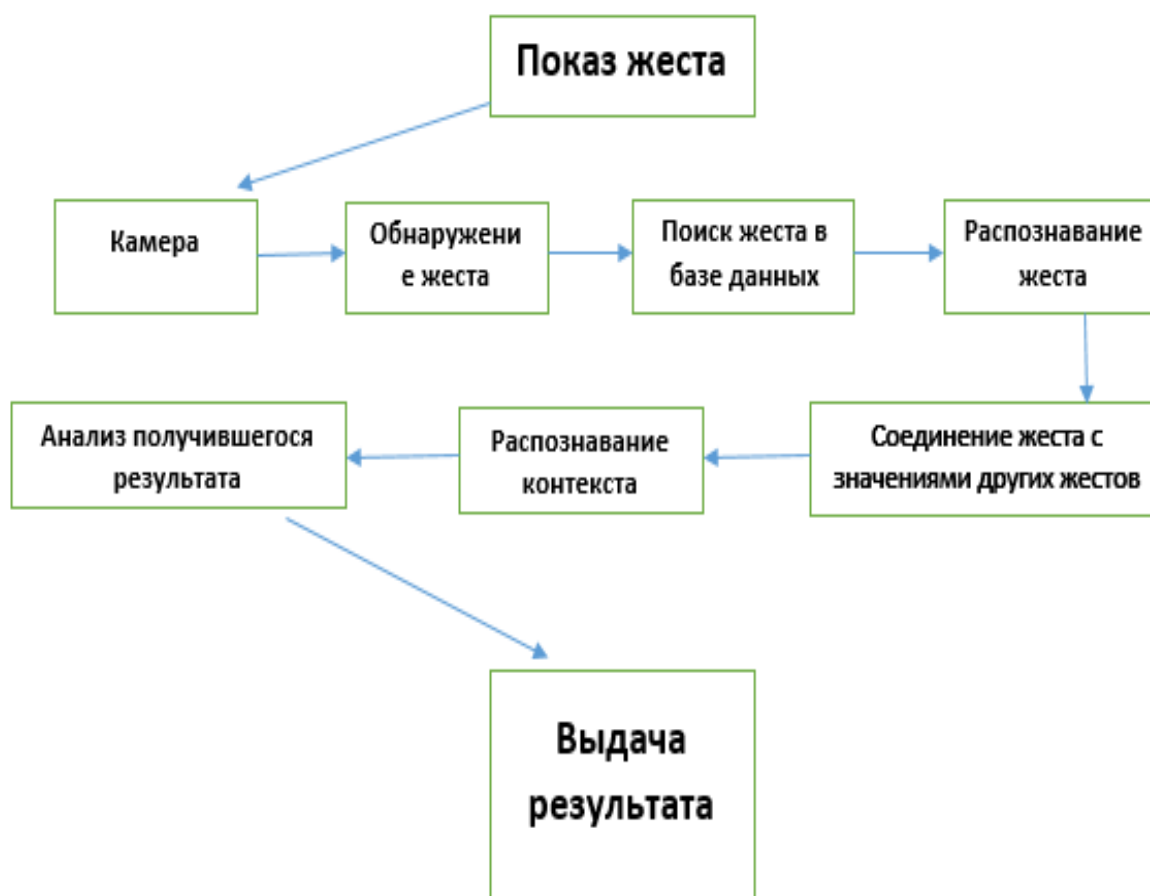 Показ жеста
Камера
Обнаружени
е жеста
Поиск жеста в
базе данных
Распознавание
жеста
Соединение жеста с
значениями других жестов
Распознавание
контекста
Анализ получившегося
результата
Выдача
результата